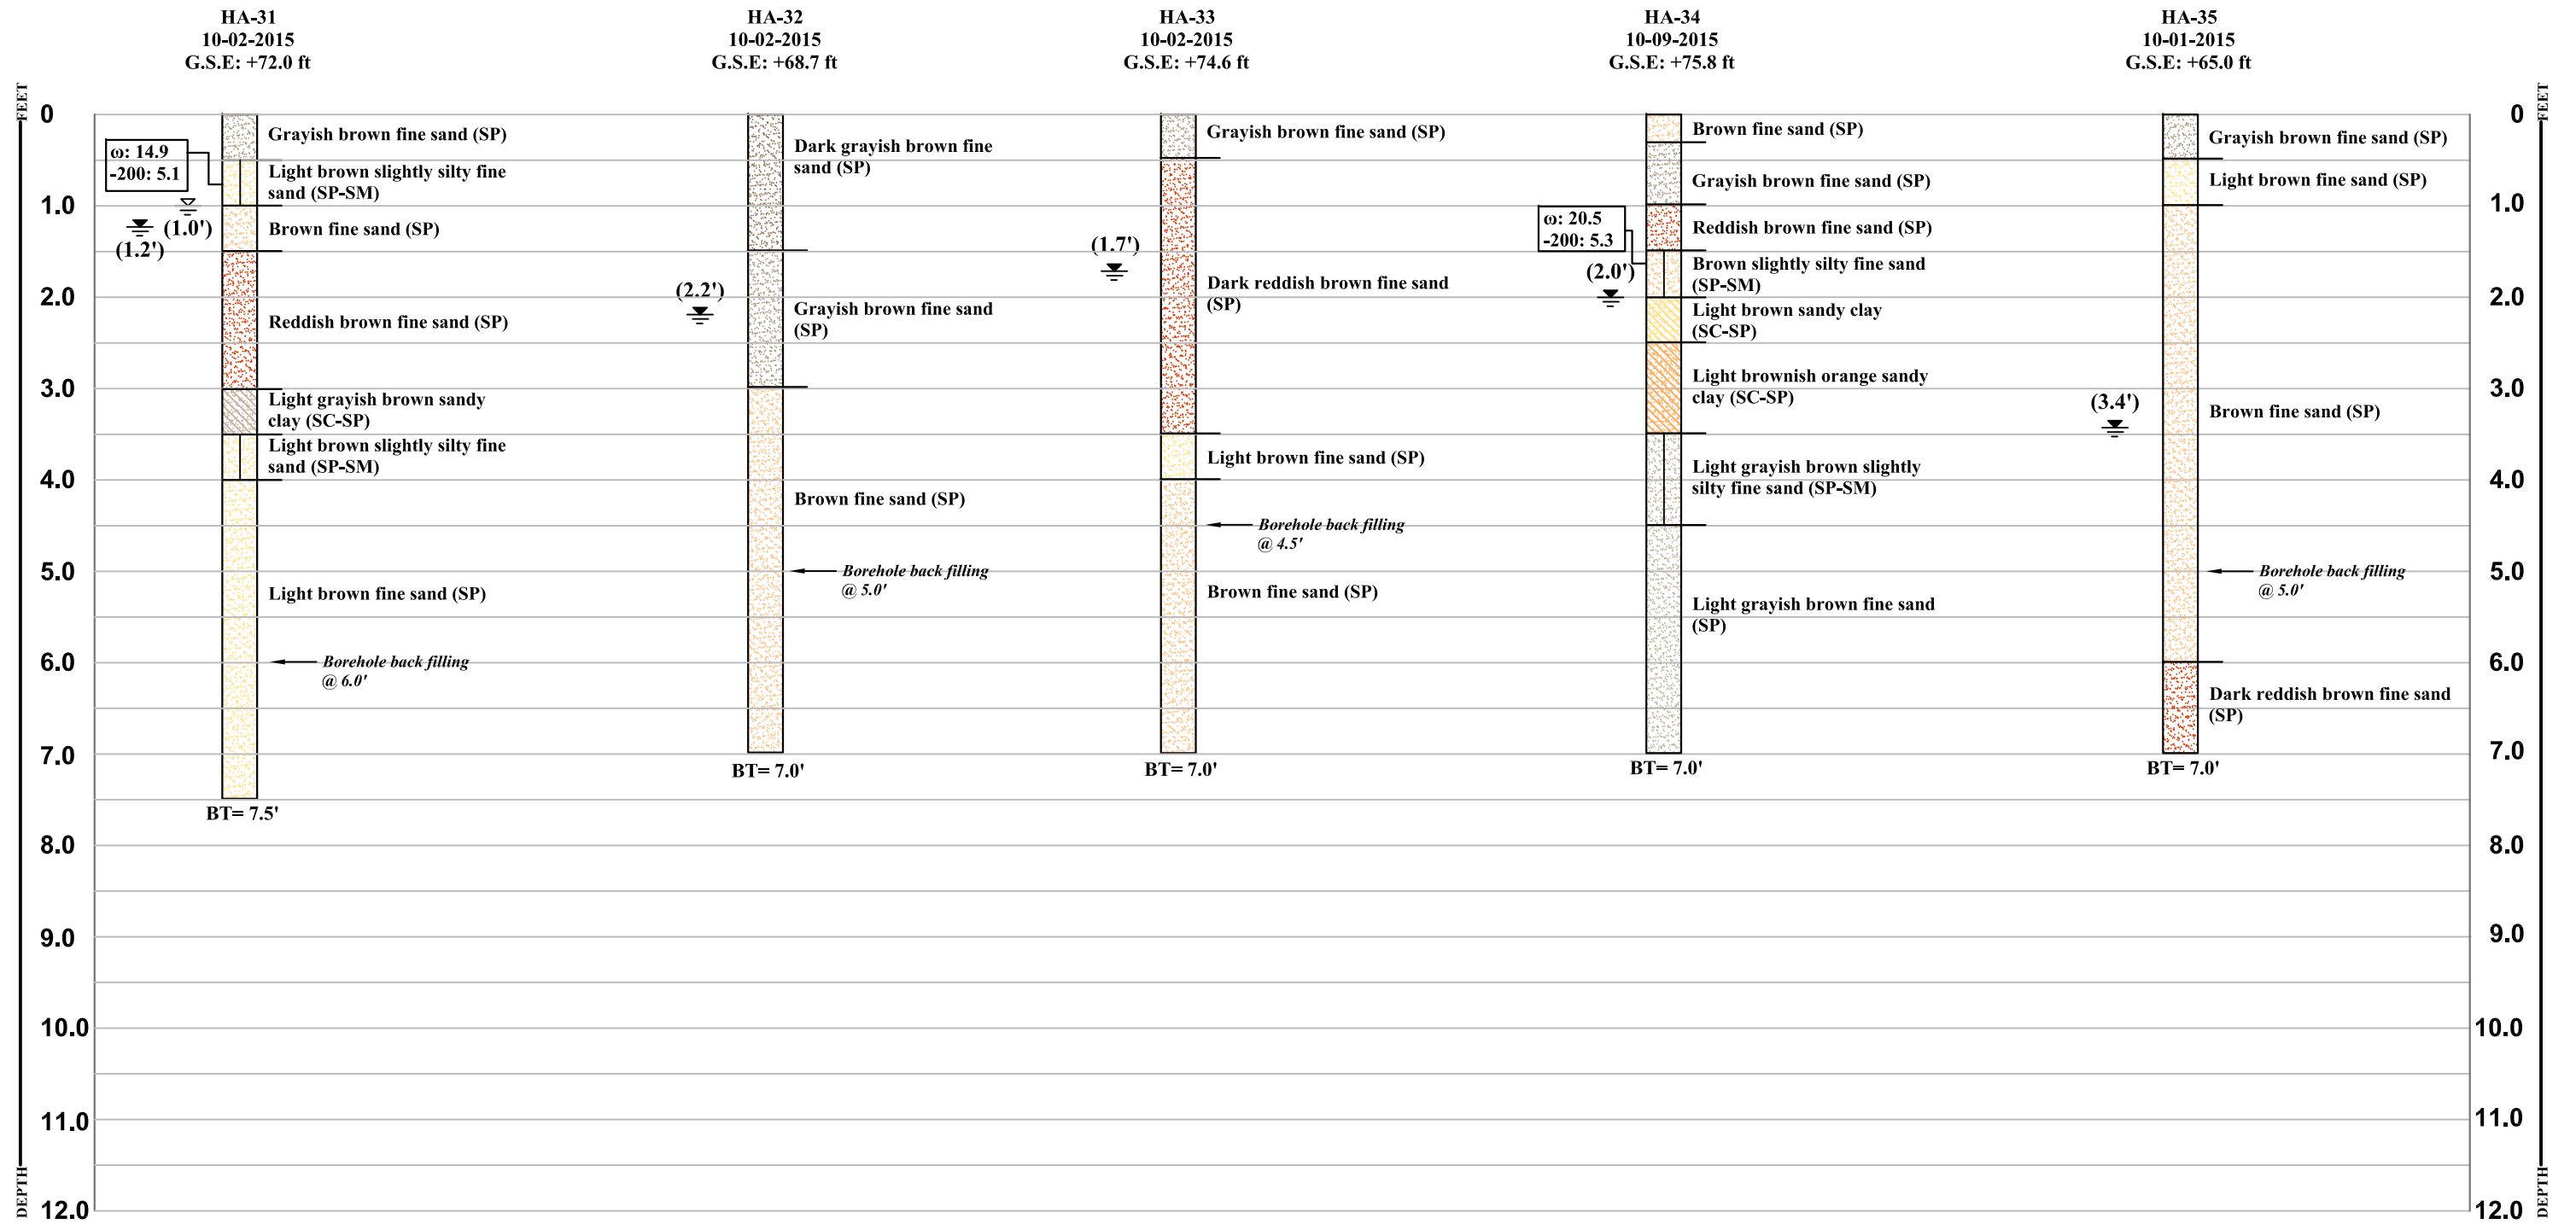 HA-31
10-02-2015
G.S.E: +72.0 ft
HA-32
10-02-2015
G.S.E: +68.7 ft
HA-33
10-02-2015
G.S.E: +74.6 ft
HA-34
10-09-2015
G.S.E: +75.8 ft
HA-35
10-01-2015
G.S.E: +65.0 ft
FEET
0
1.0
2.0
3.0
4.0
5.0
6.0
7.0
8.0
9.0
10.0
11.0
12.0
DEPTH
ω: 14.9
-200: 5.1
(1.0')
(1.2')
Grayish brown fine sand (SP)
Light brown slightly silty fine
sand (SP-SM)
Brown fine sand (SP)
Reddish brown fine sand (SP)
Light grayish brown sandy
clay (SC-SP)
Light brown slightly silty fine
sand (SP-SM)
Light brown fine sand (SP)
Borehole back filling
@ 6.0'
BT= 7.5'
(2.2')
Dark grayish brown fine
sand (SP)
Grayish brown fine sand
(SP)
Brown fine sand (SP)
Borehole back filling
@ 5.0'
BT= 7.0'
(1.7')
Grayish brown fine sand (SP)
Dark reddish brown fine sand
(SP)
Light brown fine sand (SP)
Borehole back filling
@ 4.5'
Brown fine sand (SP)
BT= 7.0'
ω: 20.5
-200: 5.3
(2.0')
Brown fine sand (SP)
Grayish brown fine sand (SP)
Reddish brown fine sand (SP)
Brown slightly silty fine sand
(SP-SM)
Light brown sandy clay
(SC-SP)
Light brownish orange sandy
clay (SC-SP)
Light grayish brown slightly
silty fine sand (SP-SM)
Light grayish brown fine sand
(SP)
BT= 7.0'
(3.4')
Grayish brown fine sand (SP)
Light brown fine sand (SP)
Brown fine sand (SP)
Borehole back filling
@ 5.0'
Dark reddish brown fine sand
(SP)
BT= 7.0'
FEET
0
1.0
2.0
3.0
4.0
5.0
6.0
7.0
8.0
9.0
10.0
11.0
12.0
DEPTH